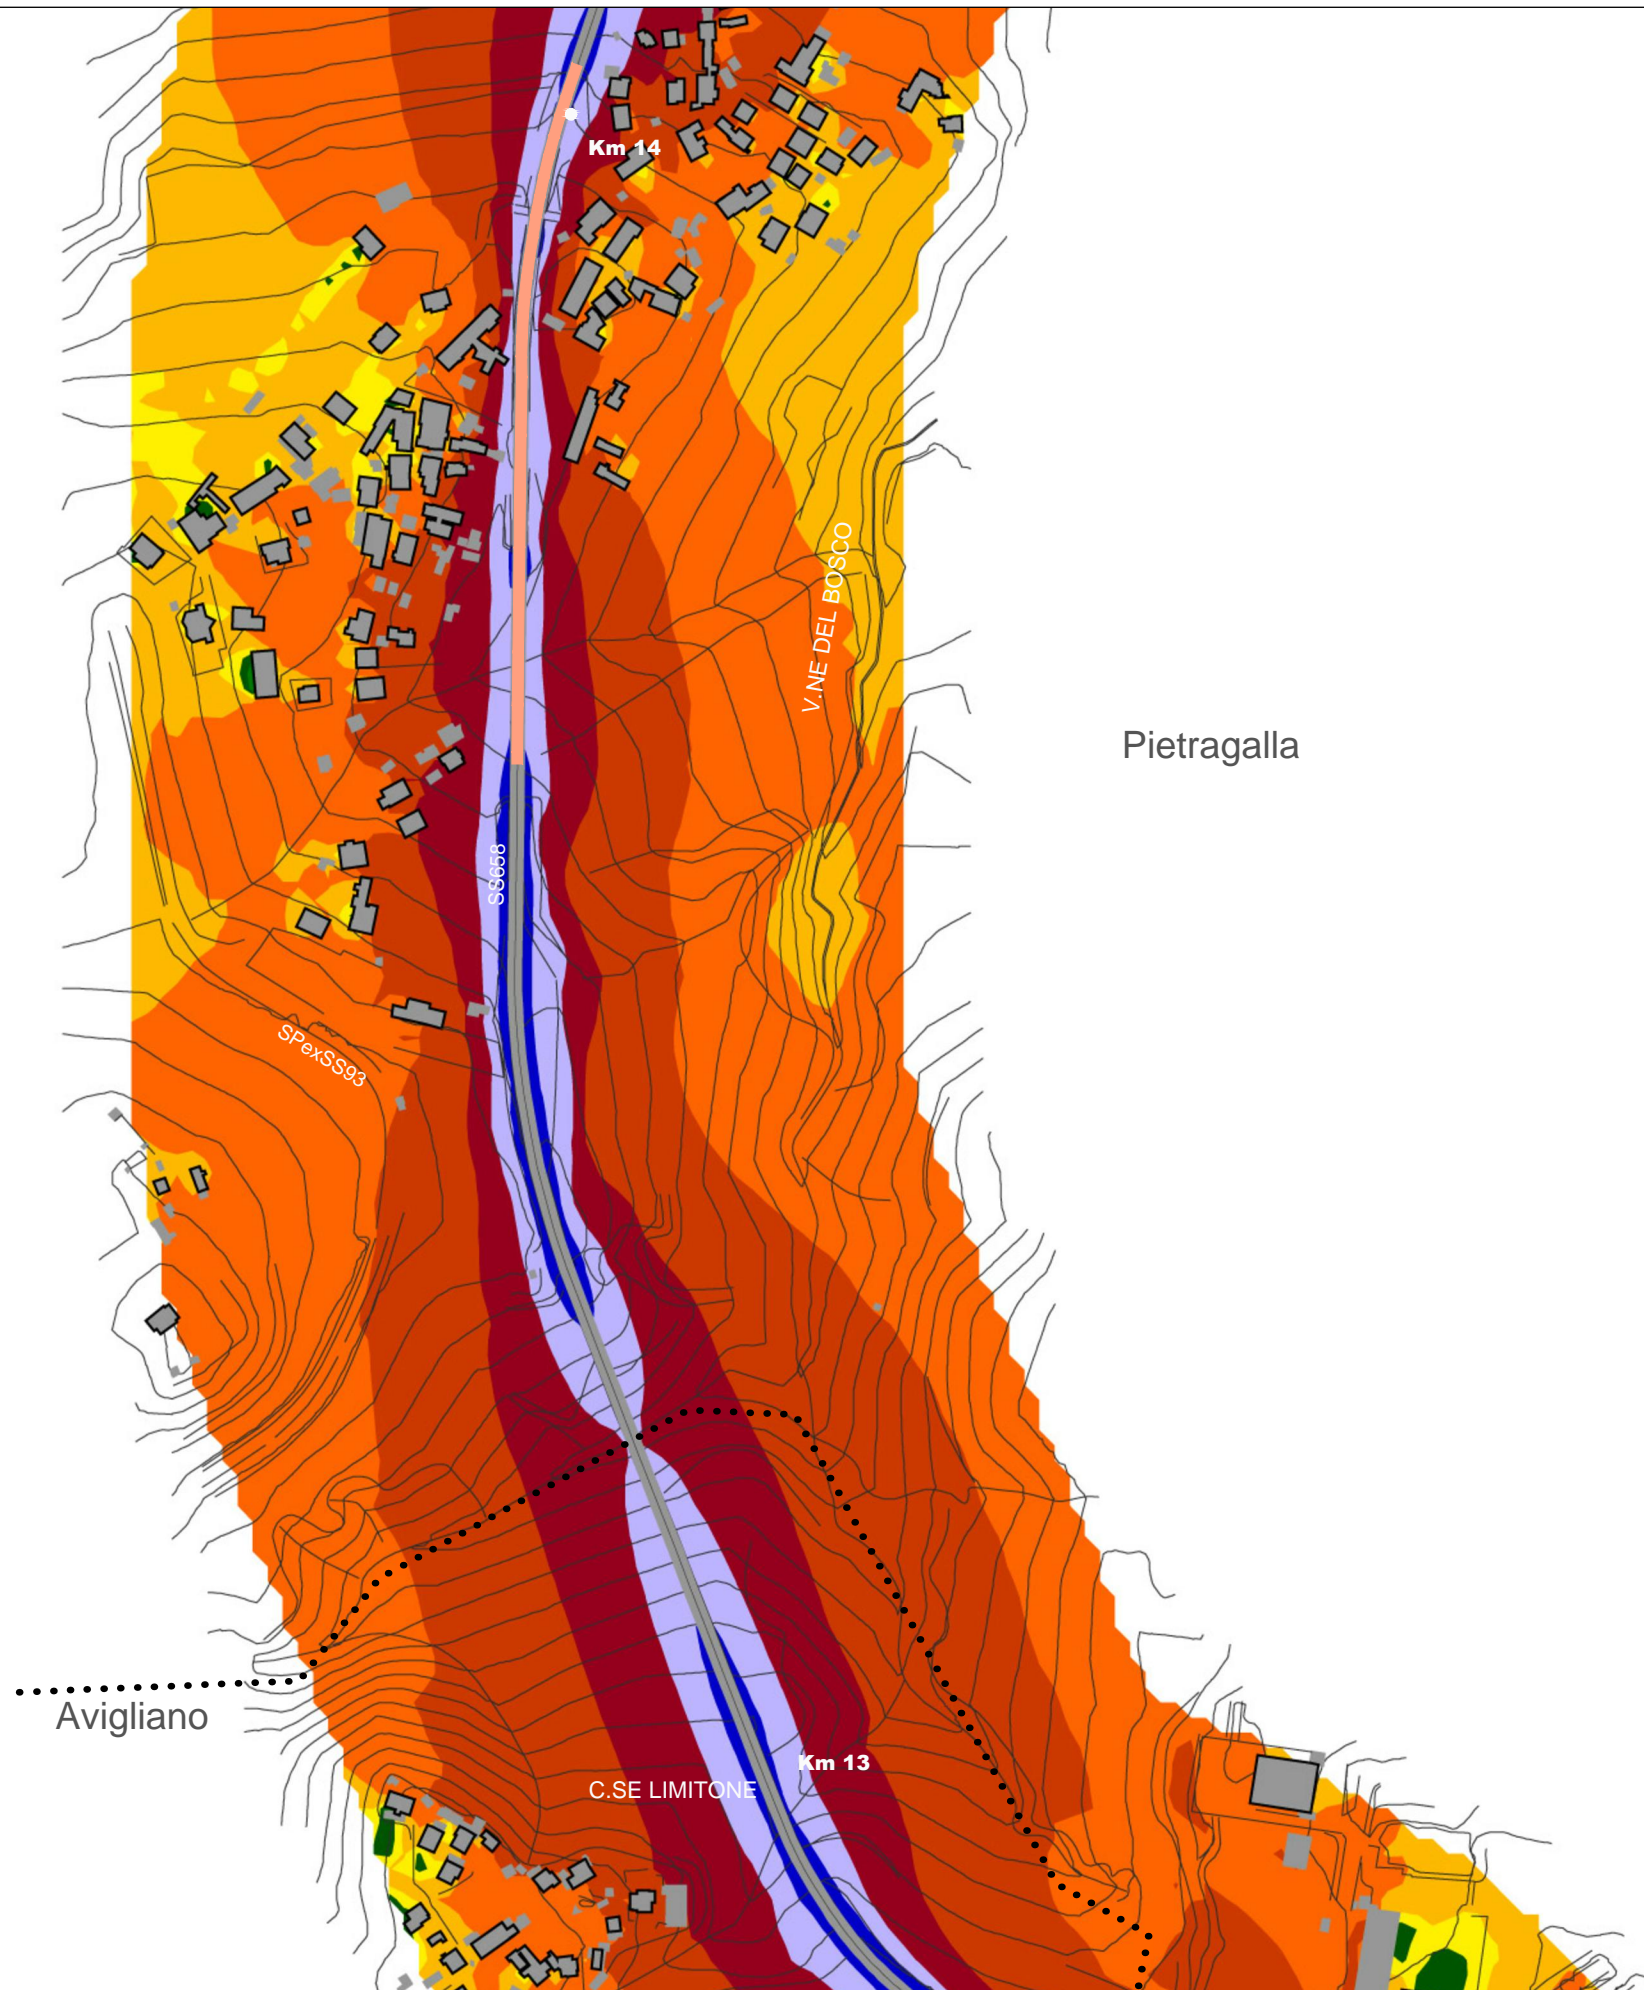 Km 14
V.NE DEL BOSCO
Pietragalla
SS658
SPexSS93
Avigliano
Km 13
C.SE LIMITONE